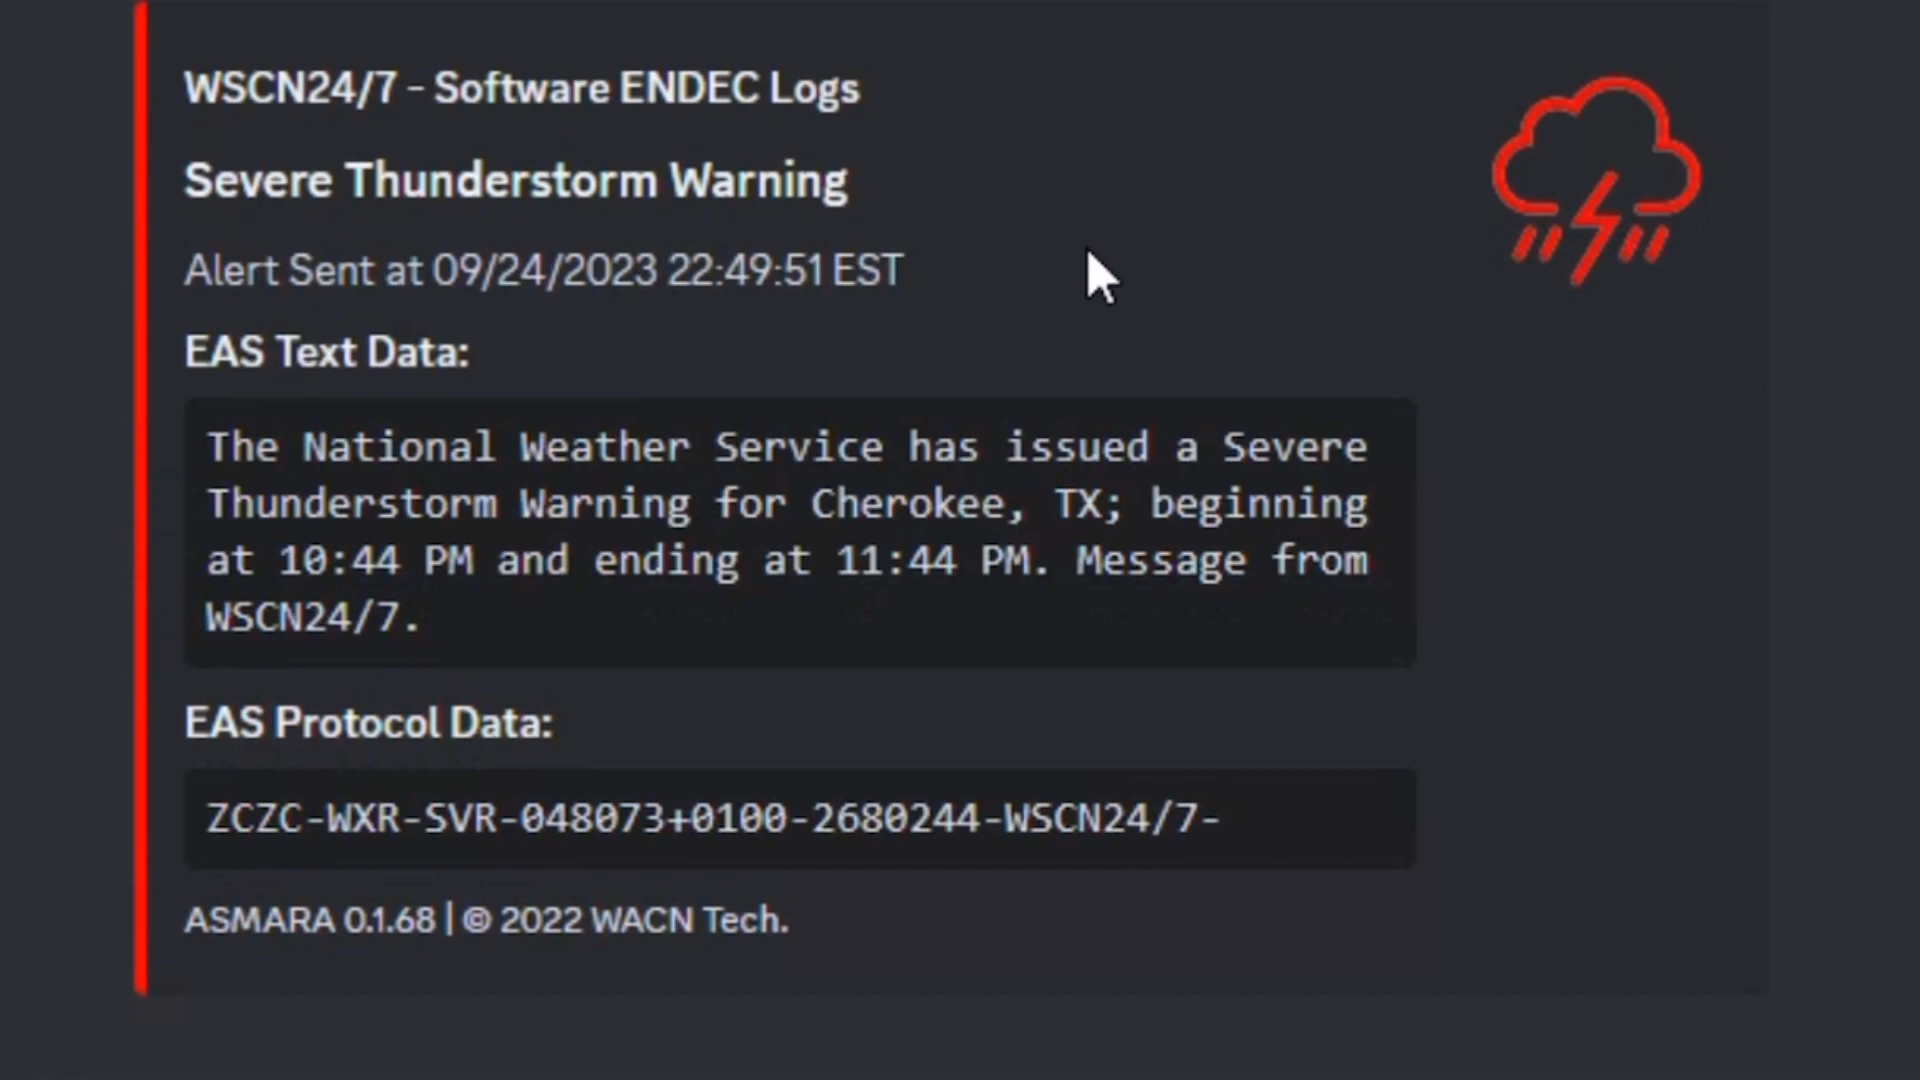 WSCN24/7 - Software ENDEC Logs
Severe Thunderstorm Warning
Alert Sent at 09/24/2023 22:49:51 EST
EAS Text Data:
The National Weather Service has issued a Severe
Thunderstorm Warning for Cherokee, TX; beginning
at 10:44 PM and ending at 11:44 PM. Message from
WSCN24/7.
EAS Protocol Data:
ZCZC-WXR-SVR-048073+0100-2680244-WSCN24/7-
ASMARA 0.1.68 | © 2022 WACN Tech.